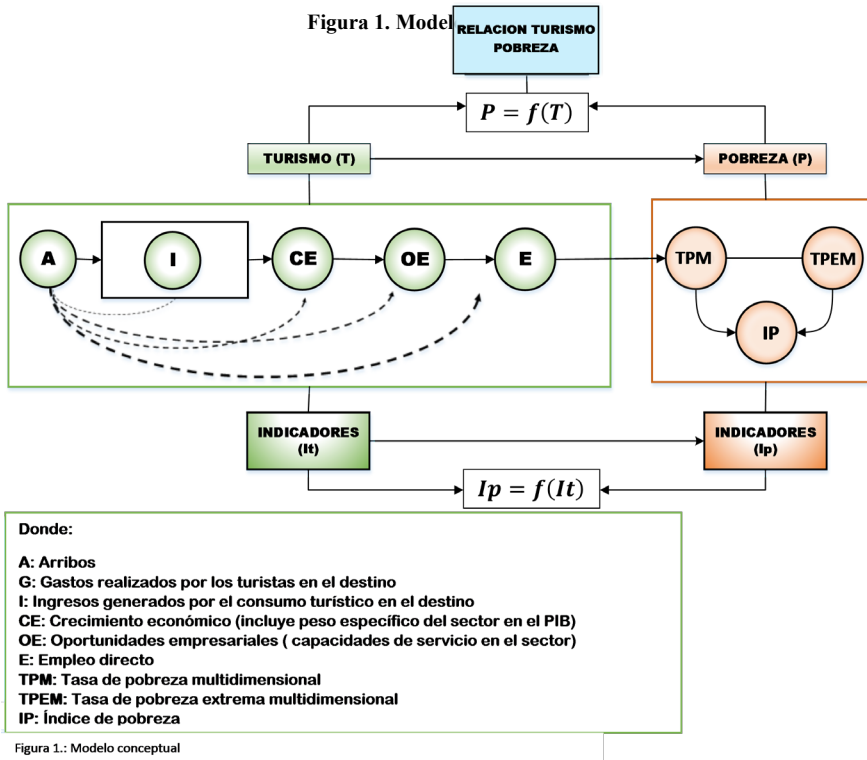 Figura 1. Model
RELACION TURISMO
POBREZA
P = f(T)
TURISMO (T)
POBREZA (P)
A
I
CE
OE
E
TPM
TPEM
IP
INDICADORES
(It)
INDICADORES
(Ip)
Ip = f(It)
Donde:
A: Arribos
G: Gastos realizados por los turistas en el destino
I: Ingresos generados por el consumo turístico en el destino
CE: Crecimiento económico (incluye peso específico del sector en el PIB)
OE: Oportunidades empresariales ( capacidades de servicio en el sector)
E: Empleo directo
TPM: Tasa de pobreza multidimensional
TPEM: Tasa de pobreza extrema multidimensional
IP: Índice de pobreza
Figura 1.: Modelo conceptual